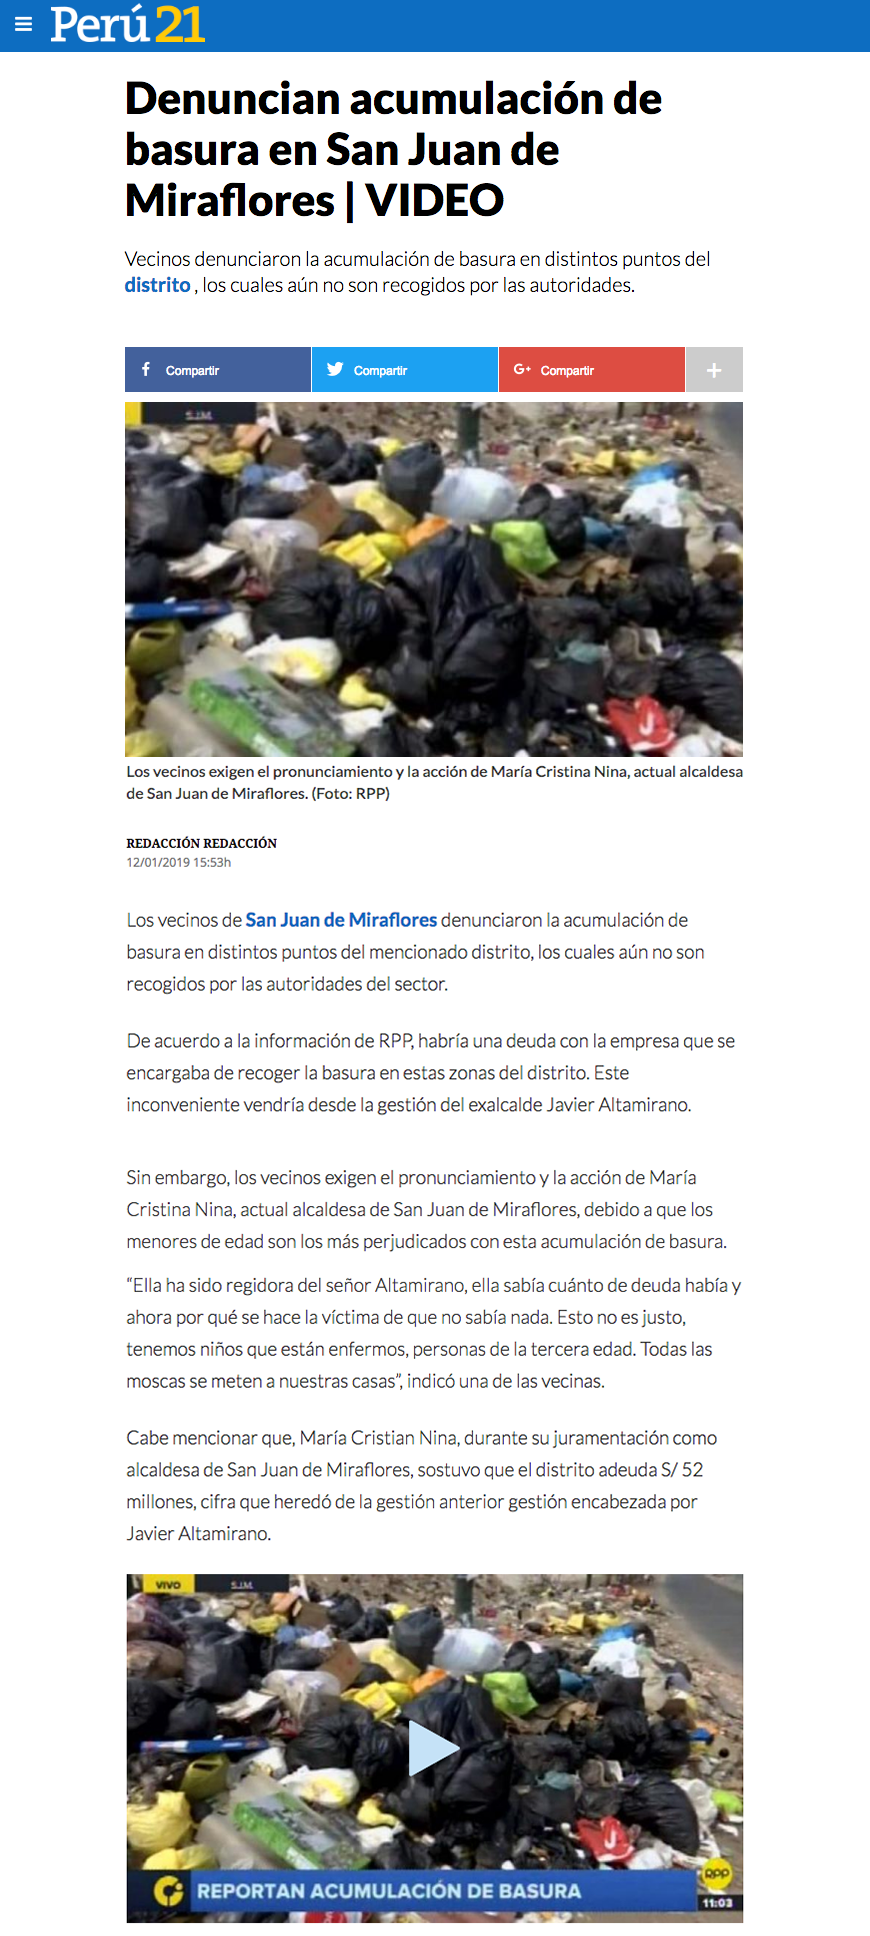 Perú21
Denuncian acumulación de
basura en San Juan de
Miraflores | VIDEO
Vecinos denunciaron la acumulación de basura en distintos puntos del
distrito , los cuales aún no son recogidos por las autoridades.
Compartir
Compartir
G+ Compartir
+
S.J.M.
Los vecinos exigen el pronunciamiento y la acción de María Cristina Nina, actual alcaldesa
de San Juan de Miraflores. (Foto: RPP)
REDACCIÓN REDACCIÓN
12/01/2019 15:53h
Los vecinos de San Juan de Miraflores denunciaron la acumulación de
basura en distintos puntos del mencionado distrito, los cuales aún no son
recogidos por las autoridades del sector.
De acuerdo a la información de RPP, habría una deuda con la empresa que se
encargaba de recoger la basura en estas zonas del distrito. Este
inconveniente vendría desde la gestión del exalcalde Javier Altamirano.
Sin embargo, los vecinos exigen el pronunciamiento y la acción de María
Cristina Nina, actual alcaldesa de San Juan de Miraflores, debido a que los
menores de edad son los más perjudicados con esta acumulación de basura.
“Ella ha sido regidora del señor Altamirano, ella sabía cuánto de deuda había y
ahora por qué se hace la víctima de que no sabía nada. Esto no es justo,
tenemos niños que están enfermos, personas de la tercera edad. Todas las
moscas se meten a nuestras casas”, indicó una de las vecinas.
Cabe mencionar que, María Cristian Nina, durante su juramentación como
alcaldesa de San Juan de Miraflores, sostuvo que el distrito adeuda S/ 52
millones, cifra que heredó de la gestión anterior gestión encabezada por
Javier Altamirano.
VIVO S.J.M.
RPP
REPORTAN ACUMULACIÓN DE BASURA
11:03